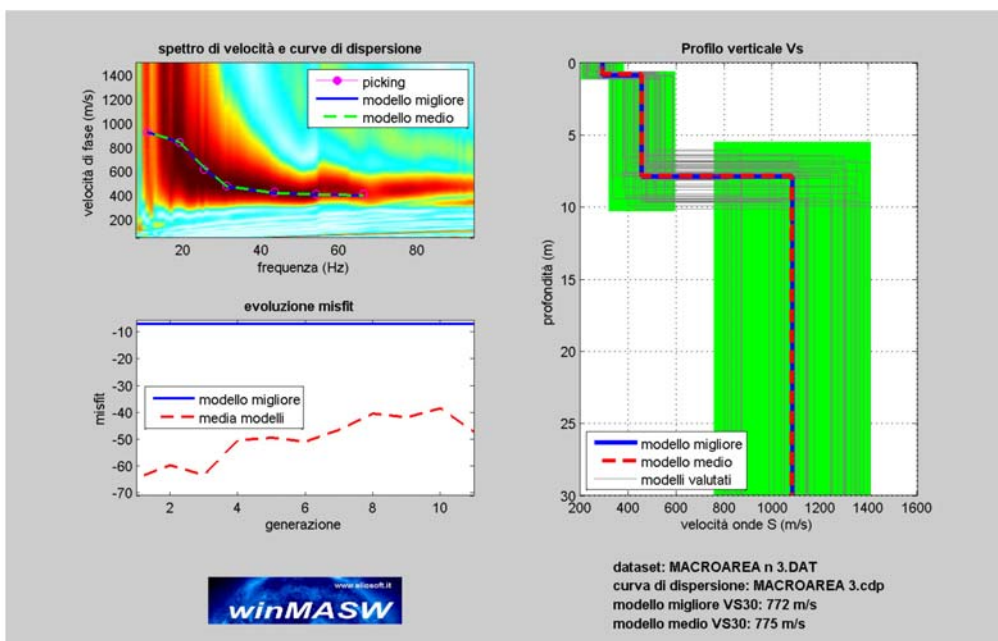 spettro di velocità e curve di dispersione
1400
1200
1000
800
600
400
200
velocità di fase (m/s)
picking
modello migliore
modello medio
20
40
60
80
frequenza (Hz)
evoluzione misfit
-10
-20
-30
-40
-50
-60
-70
misfit
modello migliore
media modelli
2
4
6
8
10
generazione
Profilo verticale Vs
0
5
10
15
20
25
30
profondità (m)
modello migliore
modello medio
modelli valutati
200
400
600
800
1000
1200
1400
1600
velocità onde S (m/s)
www.eliosoft.it
winMASW
dataset: MACROAREA n 3.DAT
curva di dispersione: MACROAREA 3.cdp
modello migliore VS30: 772 m/s
modello medio VS30: 775 m/s